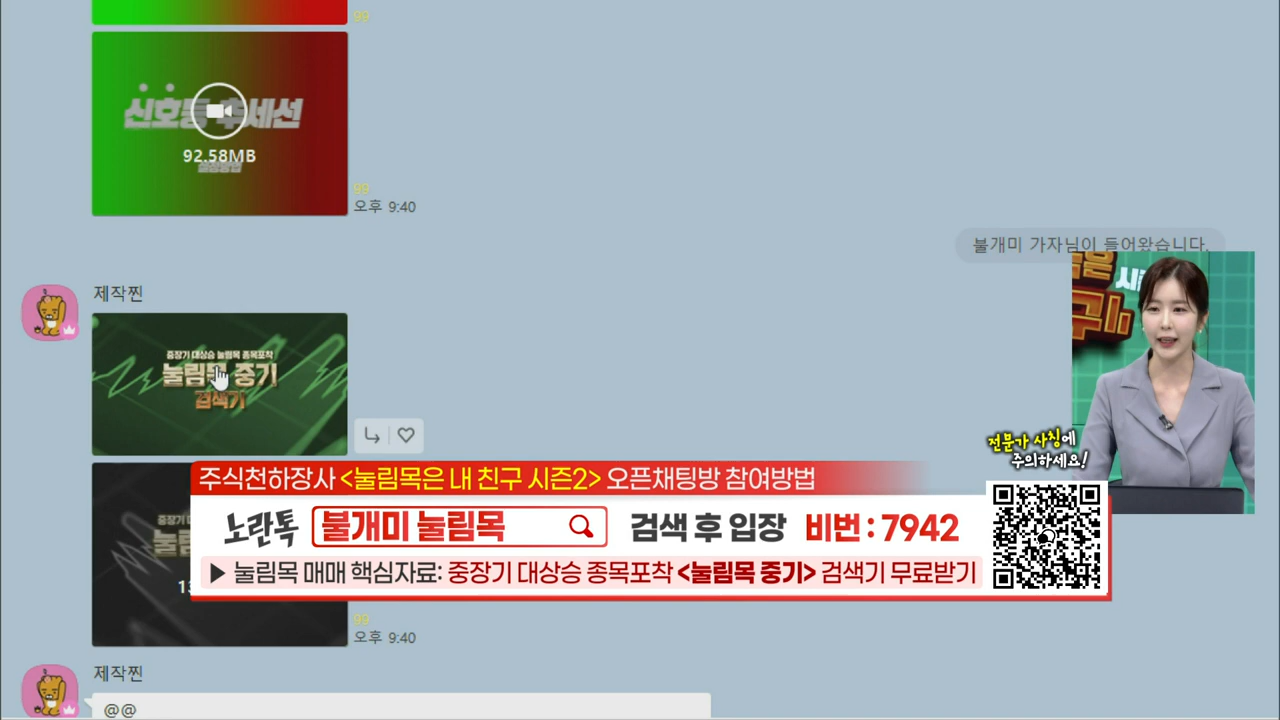 99
신호등 추세선
92.58MB
99
오후 9:40
불개미 가자님이 들어왔습니다.
제작찐
중장기 대상승 눌림목 종목포착
눌림목 중기
검색기
전문가 사칭에
주의하세요!
주식천하장사 <눌림목은 내 친구 시즌2> 오픈채팅방 참여방법
노란톡 불개미 눌림목 검색 후 입장 비번 : 7942
▶ 눌림목 매매 핵심자료: 중장기 대상승 종목포착 <눌림목 중기> 검색기 무료받기
99
오후 9:40
제작찐
@@